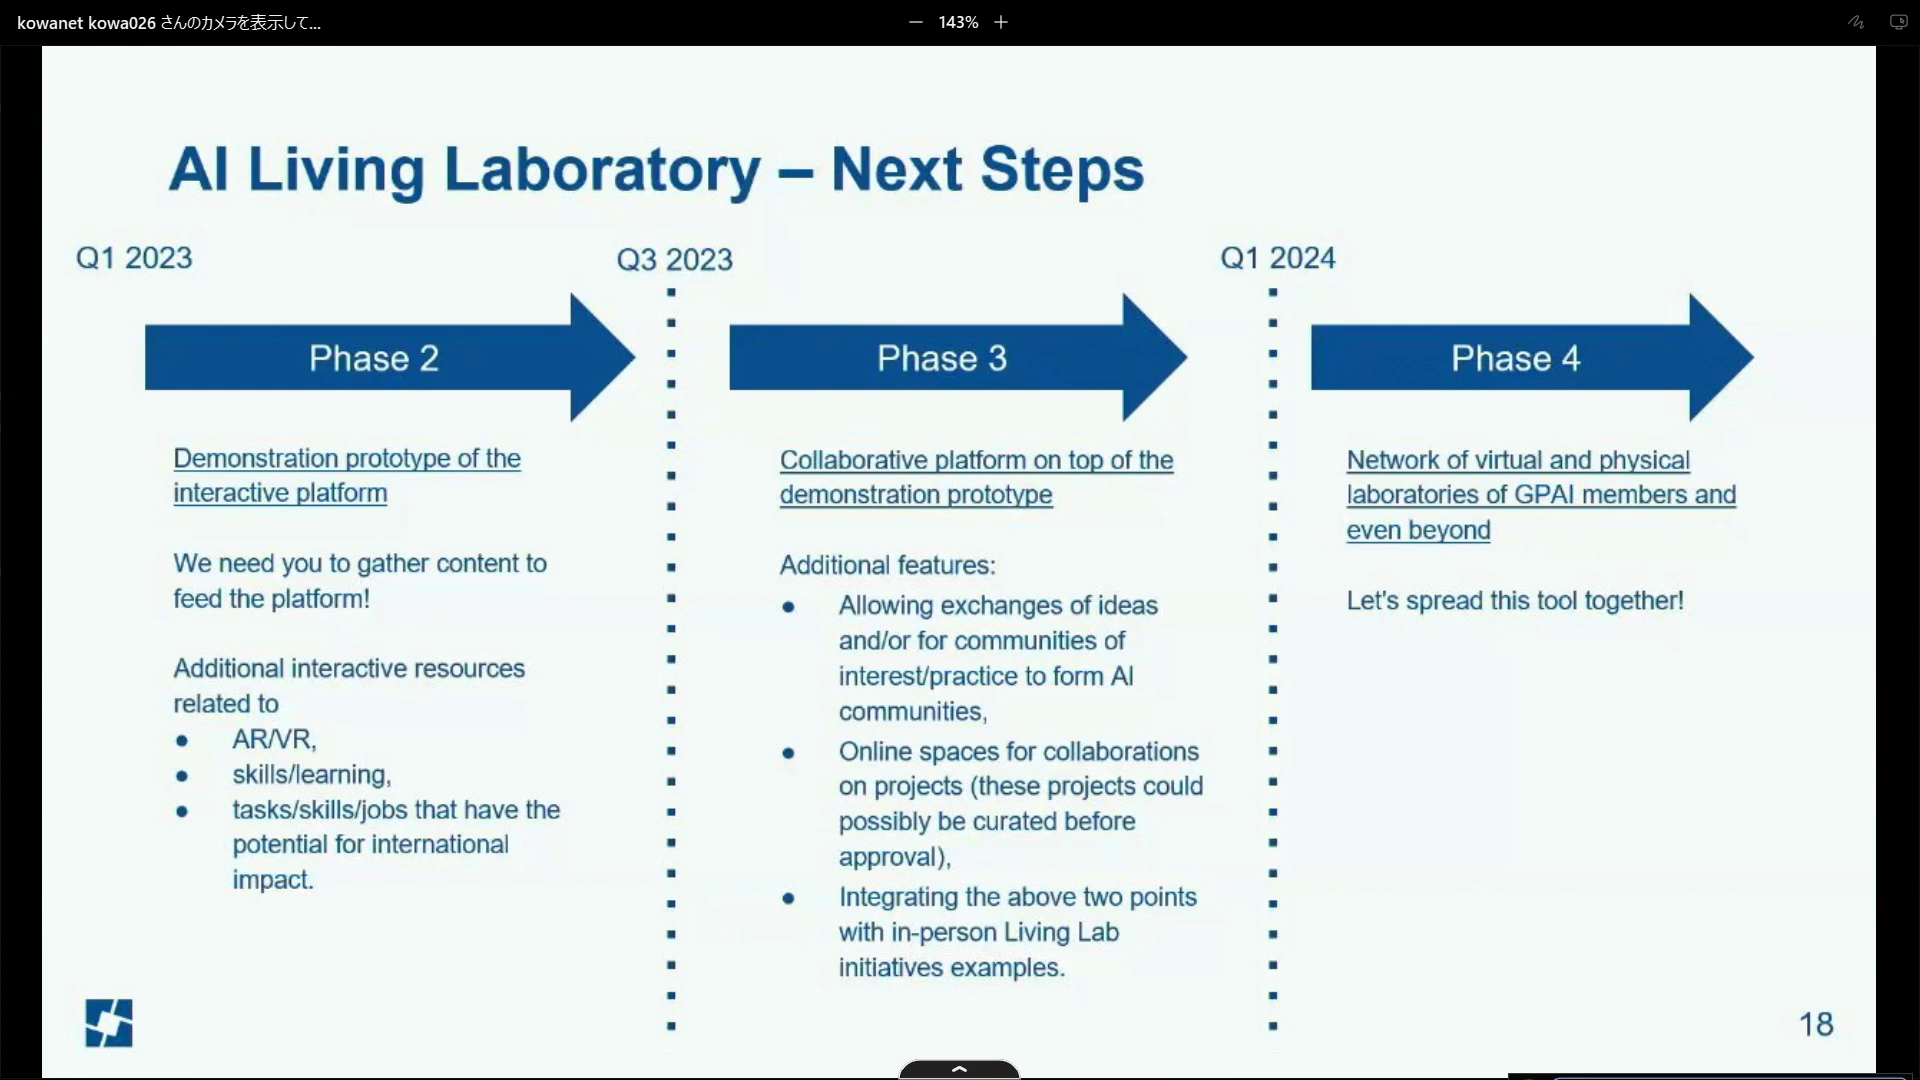 kowanet kowa026 さんのカメラを表示して...
143%
AI Living Laboratory – Next Steps
Q1 2023
Q3 2023
Q1 2024
Phase 2
Phase 3
Phase 4
Demonstration prototype of the
interactive platform
We need you to gather content to
feed the platform!
Additional interactive resources
related to
● AR/VR,
● skills/learning,
● tasks/skills/jobs that have the
potential for international
impact.
Collaborative platform on top of the
demonstration prototype
Additional features:
● Allowing exchanges of ideas
and/or for communities of
interest/practice to form AI
communities,
● Online spaces for collaborations
on projects (these projects could
possibly be curated before
approval),
● Integrating the above two points
with in-person Living Lab
initiatives examples.
Network of virtual and physical
laboratories of GPAI members and
even beyond
Let's spread this tool together!
18